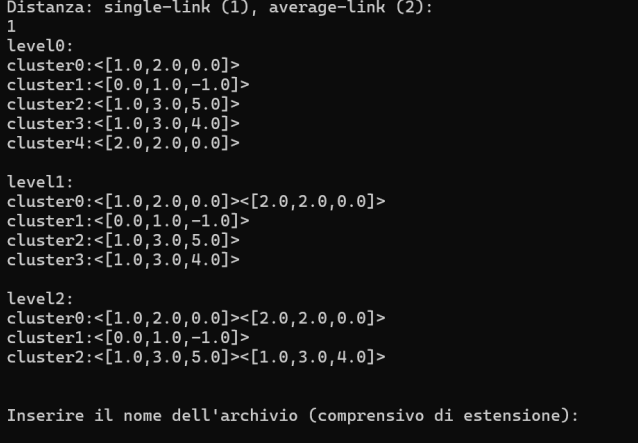 Distanza: single-link (1), average-link (2):
1
level0:
cluster0:<[1.0,2.0,0.0]>
cluster1:<[0.0,1.0,-1.0]>
cluster2:<[1.0,3.0,5.0]>
cluster3:<[1.0,3.0,4.0]>
cluster4:<[2.0,2.0,0.0]>

level1:
cluster0:<[1.0,2.0,0.0]><[2.0,2.0,0.0]>
cluster1:<[0.0,1.0,-1.0]>
cluster2:<[1.0,3.0,5.0]>
cluster3:<[1.0,3.0,4.0]>

level2:
cluster0:<[1.0,2.0,0.0]><[2.0,2.0,0.0]>
cluster1:<[0.0,1.0,-1.0]>
cluster2:<[1.0,3.0,5.0]><[1.0,3.0,4.0]>

Inserire il nome dell'archivio (comprensivo di estensione):